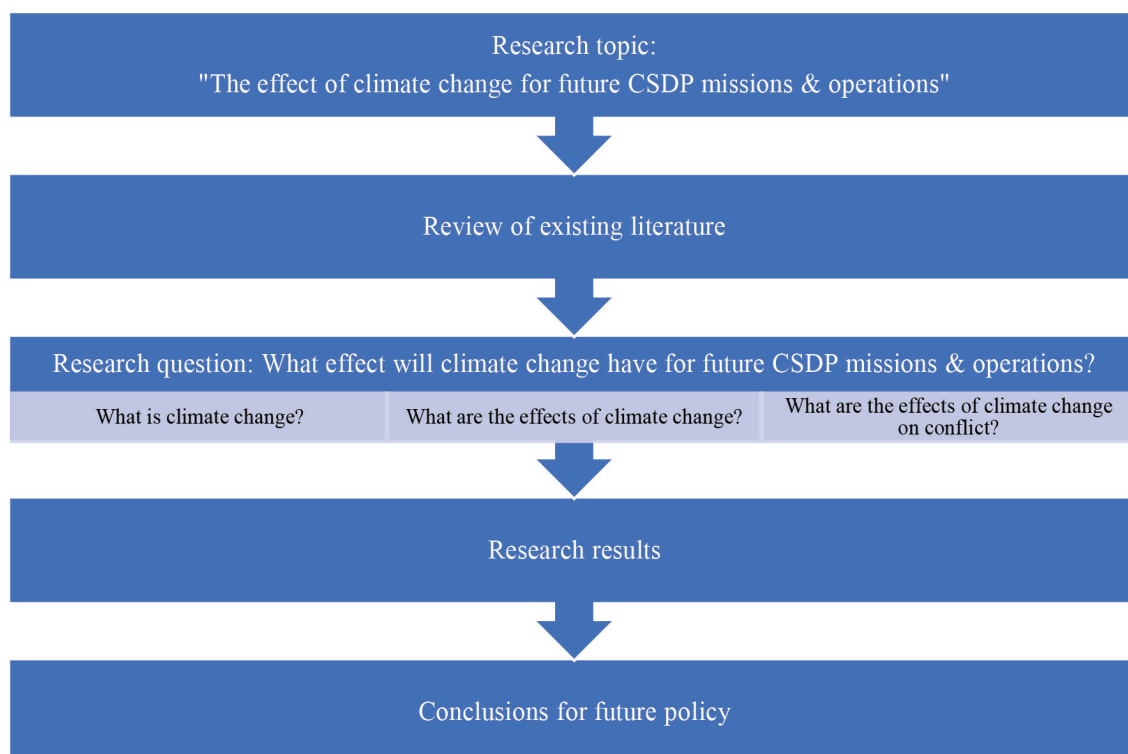 Research topic:
"The effect of climate change for future CSDP missions & operations"
Review of existing literature
Research question: What effect will climate change have for future CSDP missions & operations?
What is climate change?
What are the effects of climate change?
What are the effects of climate change
on conflict?
Research results
Conclusions for future policy